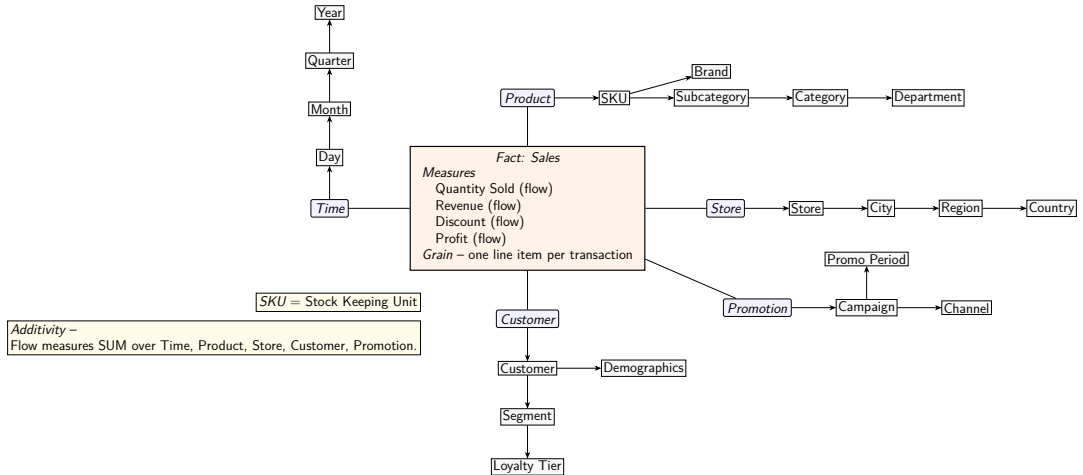 Year
Quarter
Month
Day
Time
Brand
Product
SKU
Subcategory
Category
Department
Fact: Sales
Measures
Quantity Sold (flow)
Revenue (flow)
Discount (flow)
Profit (flow)
Grain – one line item per transaction
Store
Store
City
Region
Country
Promo Period
Promotion
Campaign
Channel
SKU = Stock Keeping Unit
Additivity –
Flow measures SUM over Time, Product, Store, Customer, Promotion.
Customer
Customer
Demographics
Segment
Loyalty Tier